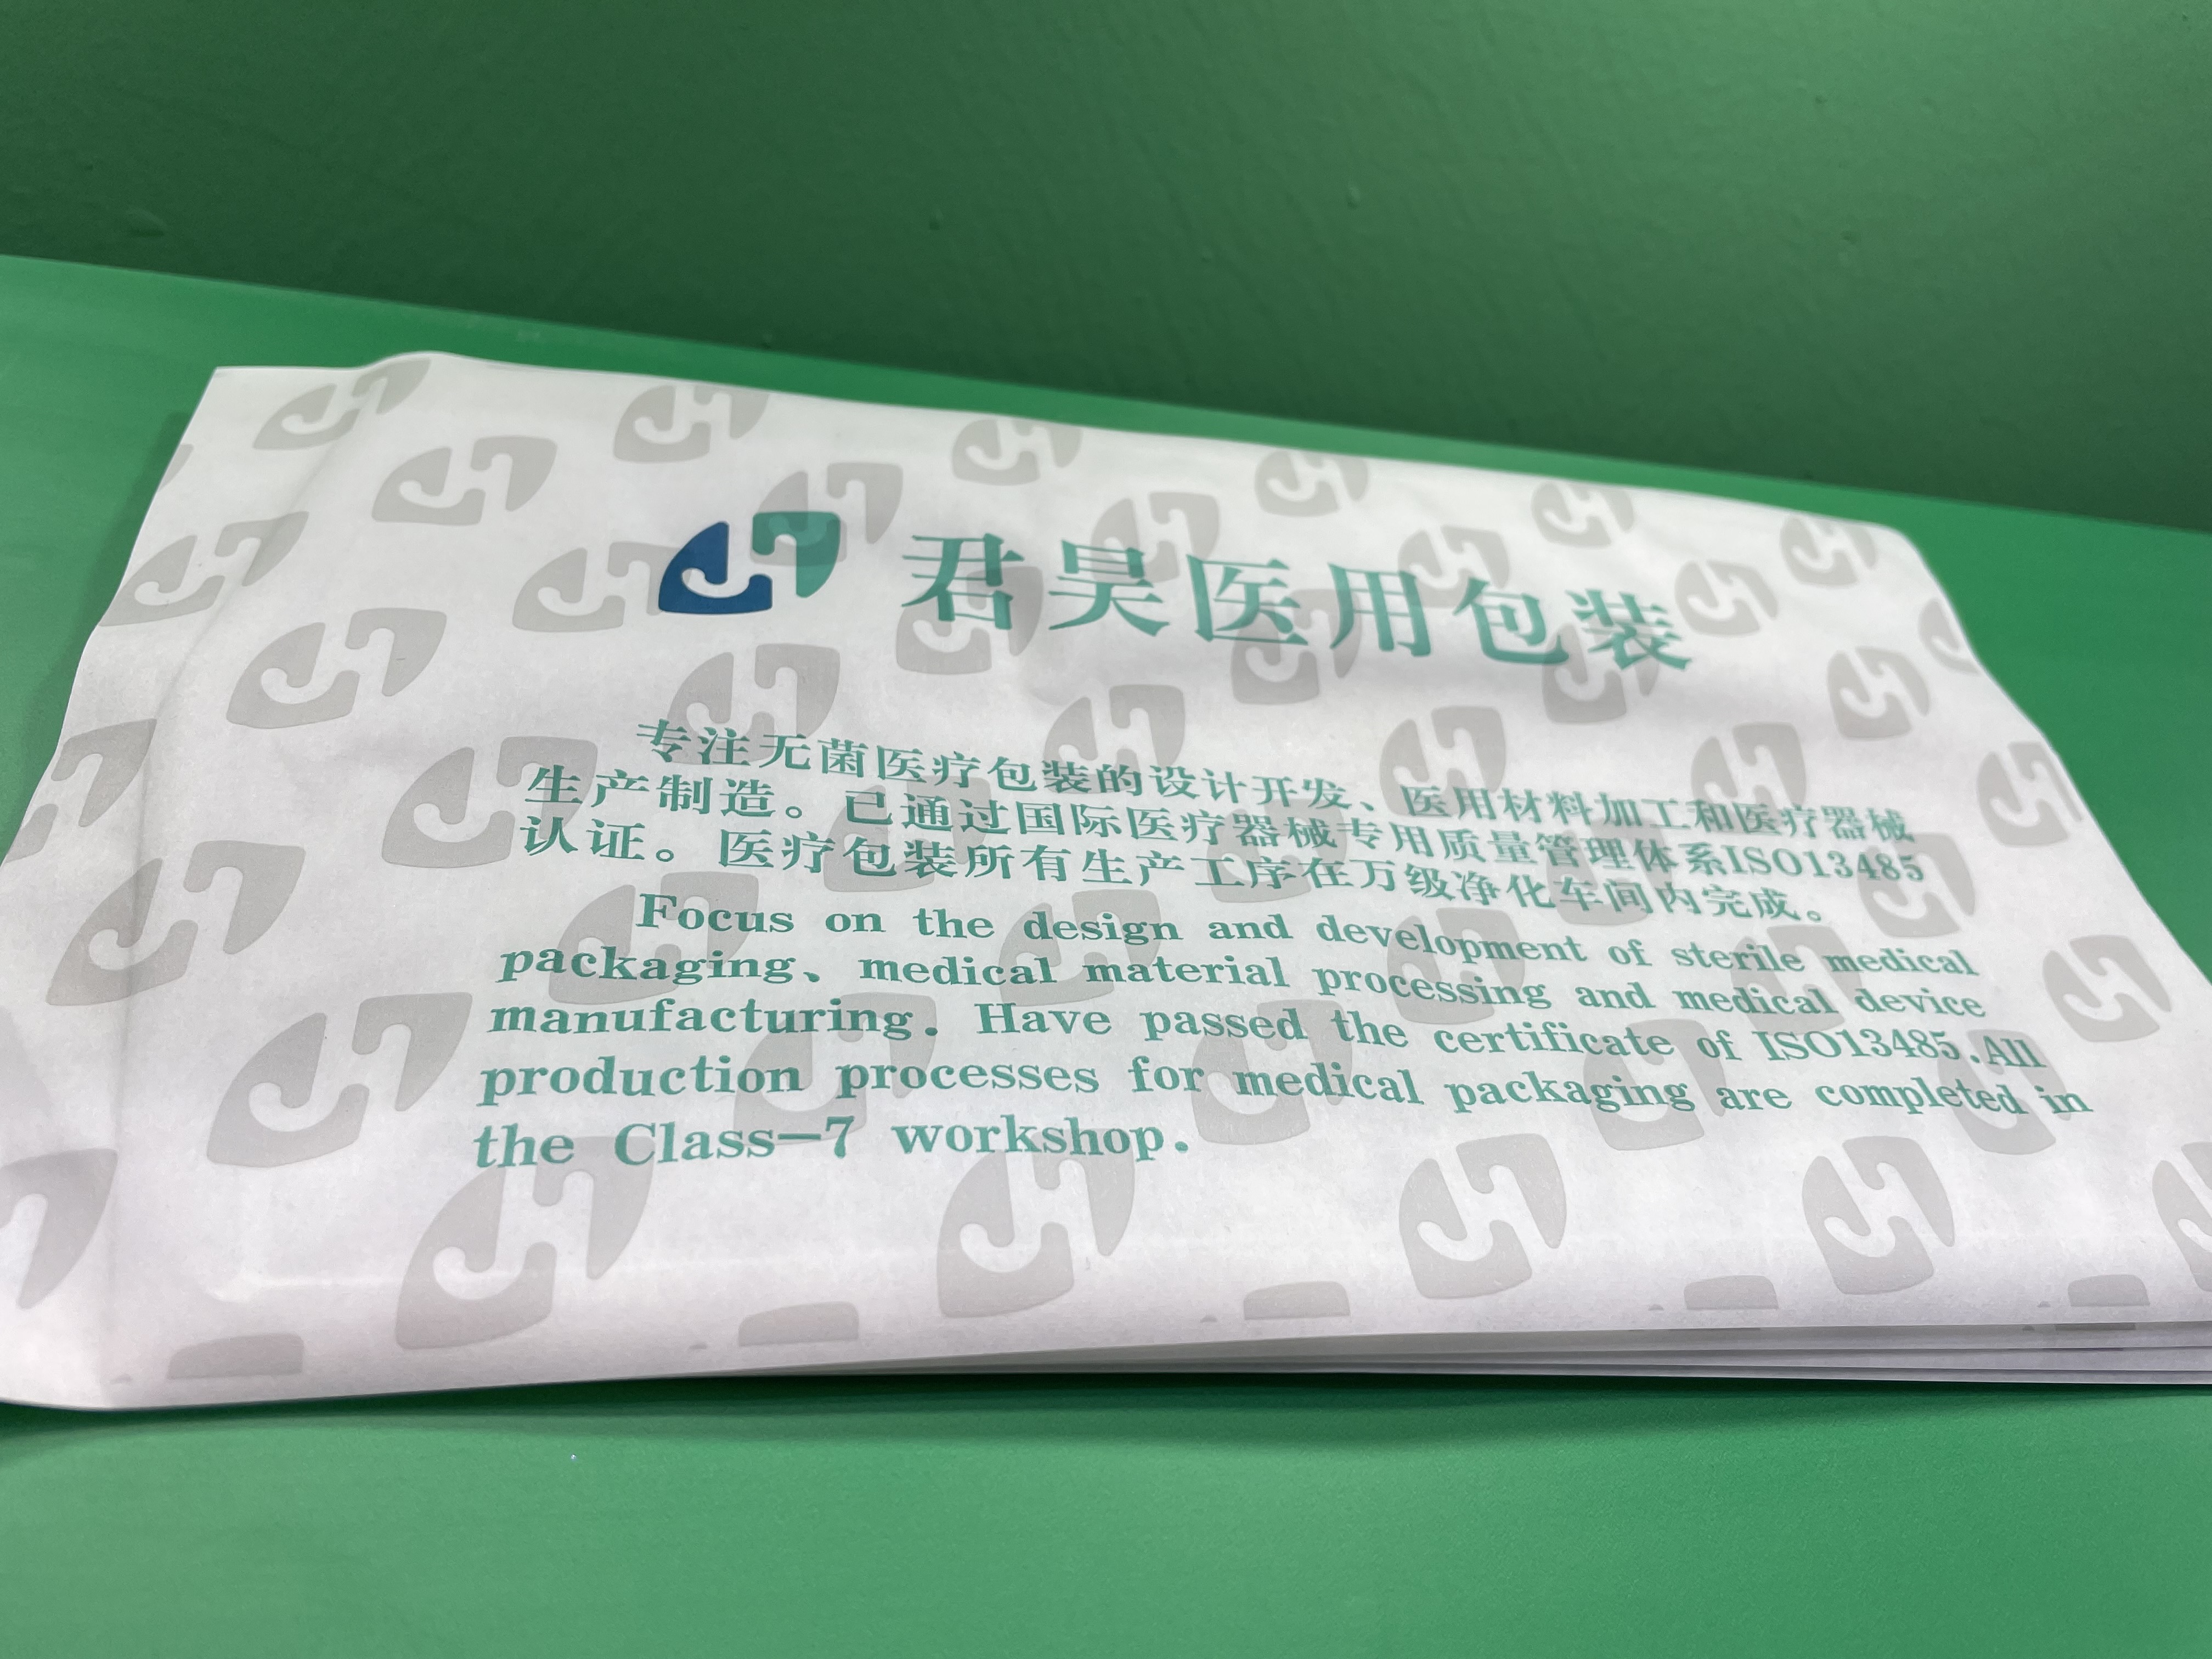 君昊医用包装
专注无菌医疗包装的设计开发、医用材料加工和医疗器械
生产制造。已通过国际医疗器械专用质量管理体系ISO13485
认证。医疗包装所有生产工序在万级净化车间内完成。
Focus on the design and development of sterile medical
packaging、medical material processing and medical device
manufacturing. Have passed the certificate of ISO13485.All
production processes for medical packaging are completed in
the Class-7 workshop.